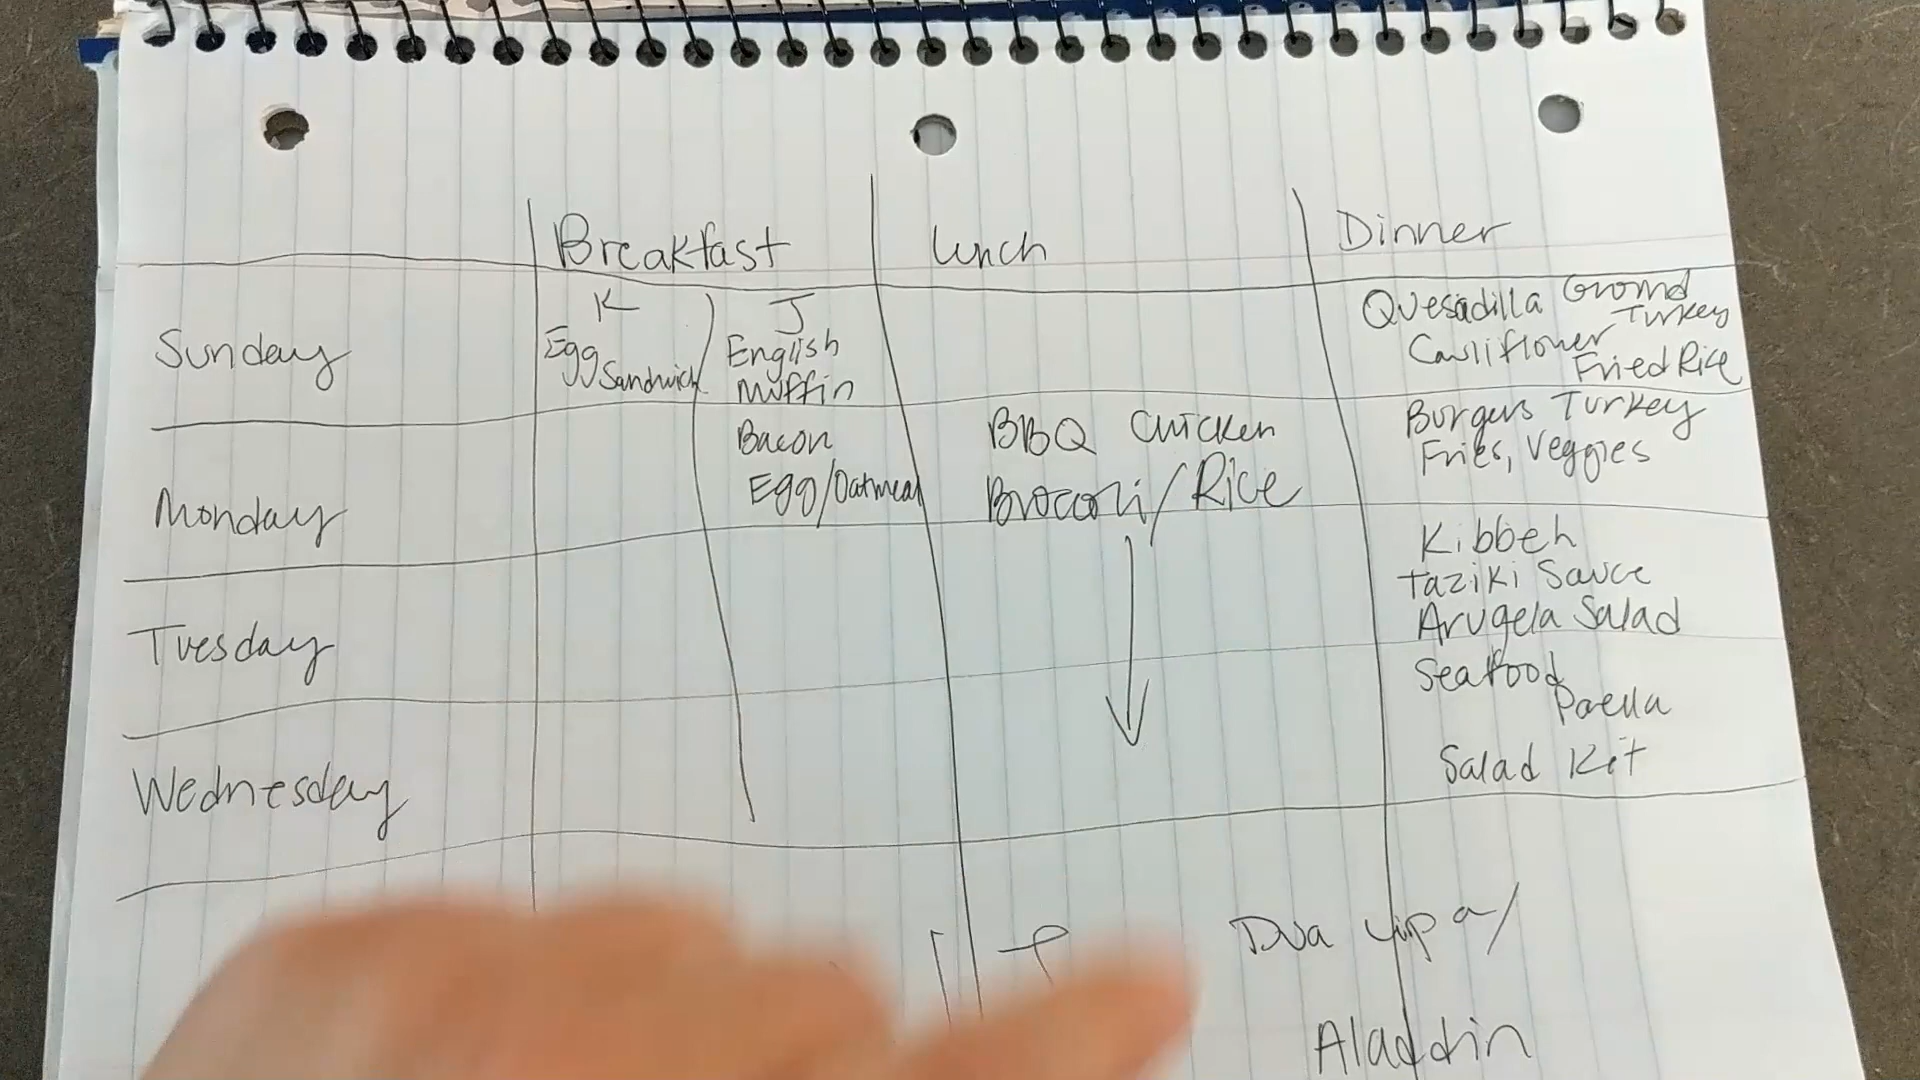 Breakfast Lunch Dinner
Sunday
K
Egg
Sandwich
J
English
Muffin
Bacon
Egg/Oatmeal
Quesadilla Ground
Turkey
Cauliflower
Fried Rice
Monday
BBQ Chicken
Broccoli/Rice
Burgers Turkey
Fries, Veggies
Tuesday
Kibbeh
Taziki Sauce
Arugela Salad
Wednesday
Seafood
Paella
Salad Kit
Dua Lipa/
Aladdin